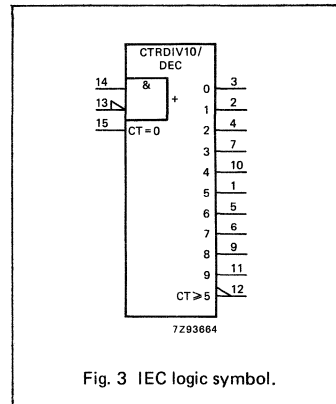 CTRDIV10/
DEC
14 & 0 3
13 + 1 2
15 CT=0 2 4
3 7
4 10
5 1
6 5
7 6
8 9
9 11
CT⩾5 12
7Z93664
Fig. 3 IEC logic symbol.